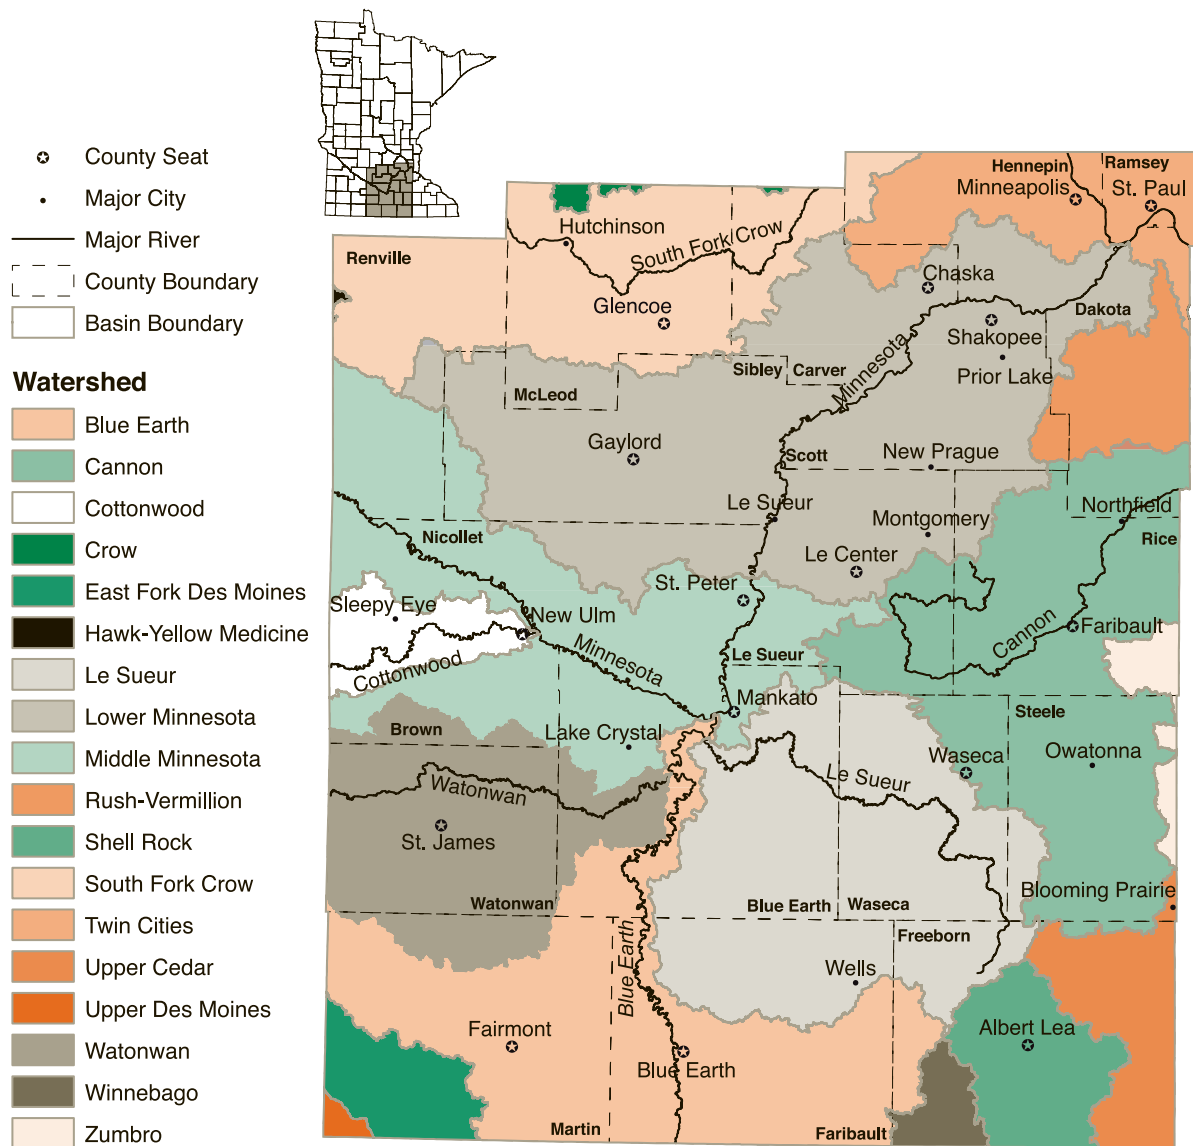 County Seat
Major City
Major River
County Boundary
Basin Boundary
Watershed
Blue Earth
Cannon
Cottonwood
Crow
East Fork Des Moines
Hawk-Yellow Medicine
Le Sueur
Lower Minnesota
Middle Minnesota
Rush-Vermillion
Shell Rock
South Fork Crow
Twin Cities
Upper Cedar
Upper Des Moines
Watonwan
Winnebago
Zumbro
Hennepin
Ramsey
Minneapolis
St. Paul
Hutchinson
South Fork Crow
Renville
Chaska
Glencoe
Dakota
Shakopee
Minnesota
Sibley
Carver
Prior Lake
McLeod
Gaylord
Scott
New Prague
Le Sueur
Montgomery
Northfield
Nicollet
Rice
Le Center
St. Peter
Sleepy Eye
New Ulm
Cannon
Faribault
Minnesota
Cottonwood
Le Sueur
Mankato
Steele
Brown
Lake Crystal
Waseca
Owatonna
Le Sueur
Watonwan
St. James
Blooming Prairie
Watonwan
Blue Earth
Waseca
Freeborn
Blue Earth
Wells
Fairmont
Albert Lea
Blue Earth
Martin
Faribault